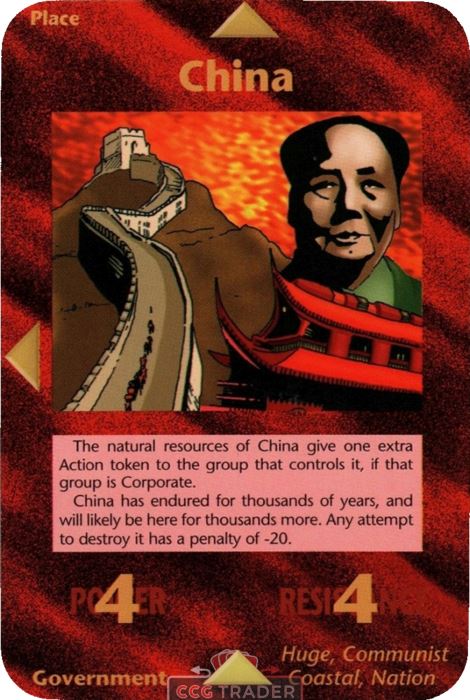 Place
China
The natural resources of China give one extra
Action token to the group that controls it, if that
group is Corporate.
China has endured for thousands of years, and
will likely be here for thousands more. Any attempt
to destroy it has a penalty of -20.
POWER 4 RESISTANCE 4
Huge, Communist
Government Coastal, Nation
CCG TRADER